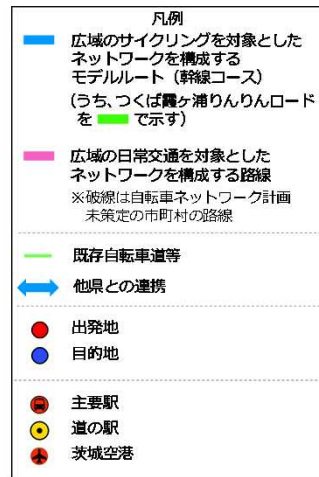 凡例
広域のサイクリングを対象とした
ネットワークを構成する
モデルルート（幹線コース）
（うち、つくば霞ヶ浦りんりんロード
を　　で示す）
広域の日常交通を対象とした
ネットワークを構成する路線
※破線は自転車ネットワーク計画
未策定の市町村の路線
既存自転車道等
他県との連携
出発地
目的地
主要駅
道の駅
茨城空港